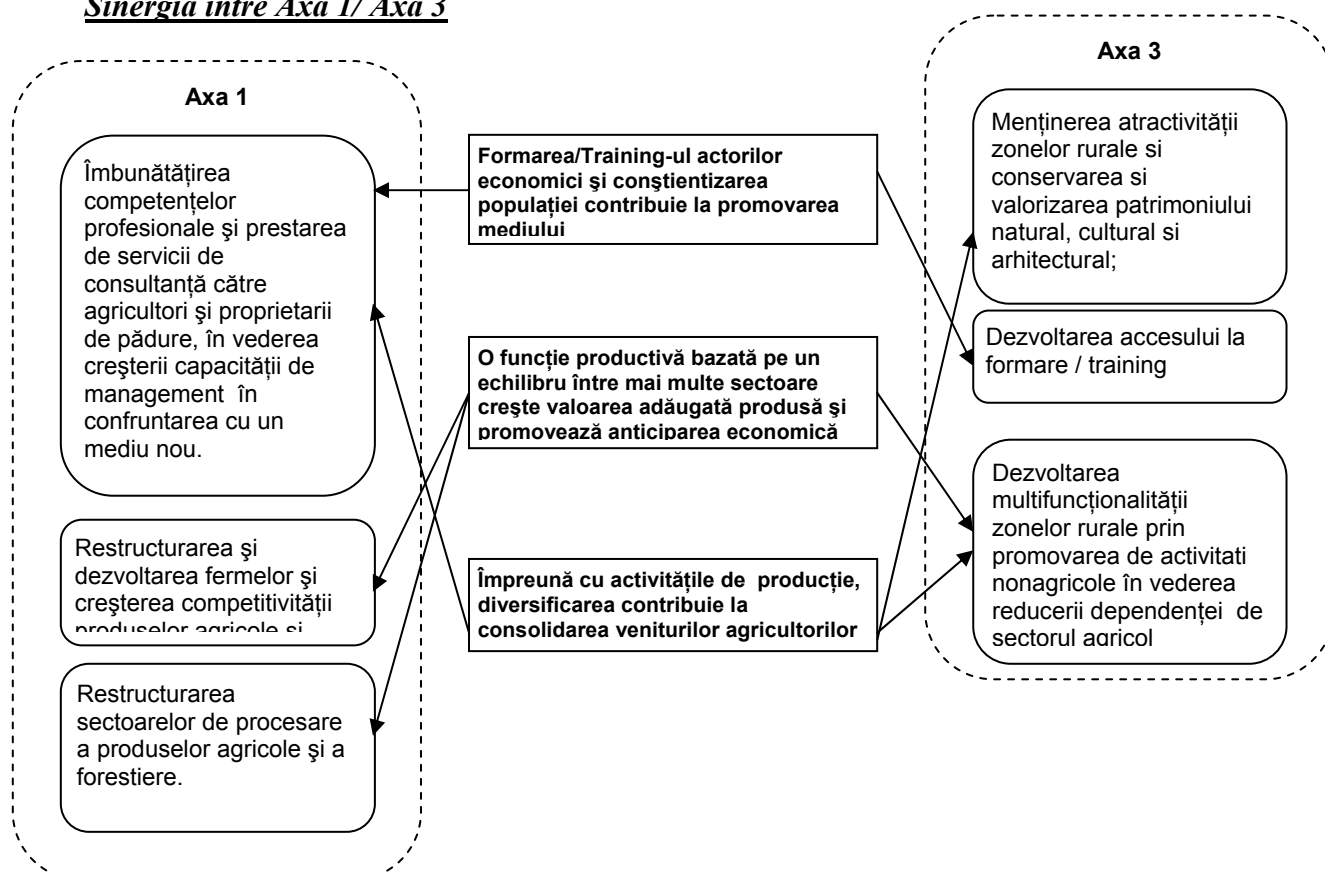 Sinergia între Axa 1/ Axa 3
Axa 1
Îmbunătățirea
competențelor
profesionale şi prestarea
de servicii de
consultanță către
agricultori şi proprietarii
de pădure, în vederea
creşterii capacității de
management în
confruntarea cu un
mediu nou.
Restructurarea şi
dezvoltarea fermelor şi
creşterea competitivității
produselor agricole si
Restructurarea
sectoarelor de procesare
a produselor agricole şi a
forestiere.
Formarea/Training-ul actorilor
economici şi conştientizarea
populației contribuie la promovarea
mediului
O funcție productivă bazată pe un
echilibru între mai multe sectoare
creşte valoarea adăugată produsă şi
promovează anticiparea economică
Împreună cu activitățile de producție,
diversificarea contribuie la
consolidarea veniturilor agricultorilor
Axa 3
Menținerea atractivității
zonelor rurale si
conservarea si
valorizarea patrimoniului
natural, cultural si
arhitectural;
Dezvoltarea accesului la
formare / training
Dezvoltarea
multifuncționalității
zonelor rurale prin
promovarea de activitati
nonagricole în vederea
reducerii dependenței de
sectorul agricol